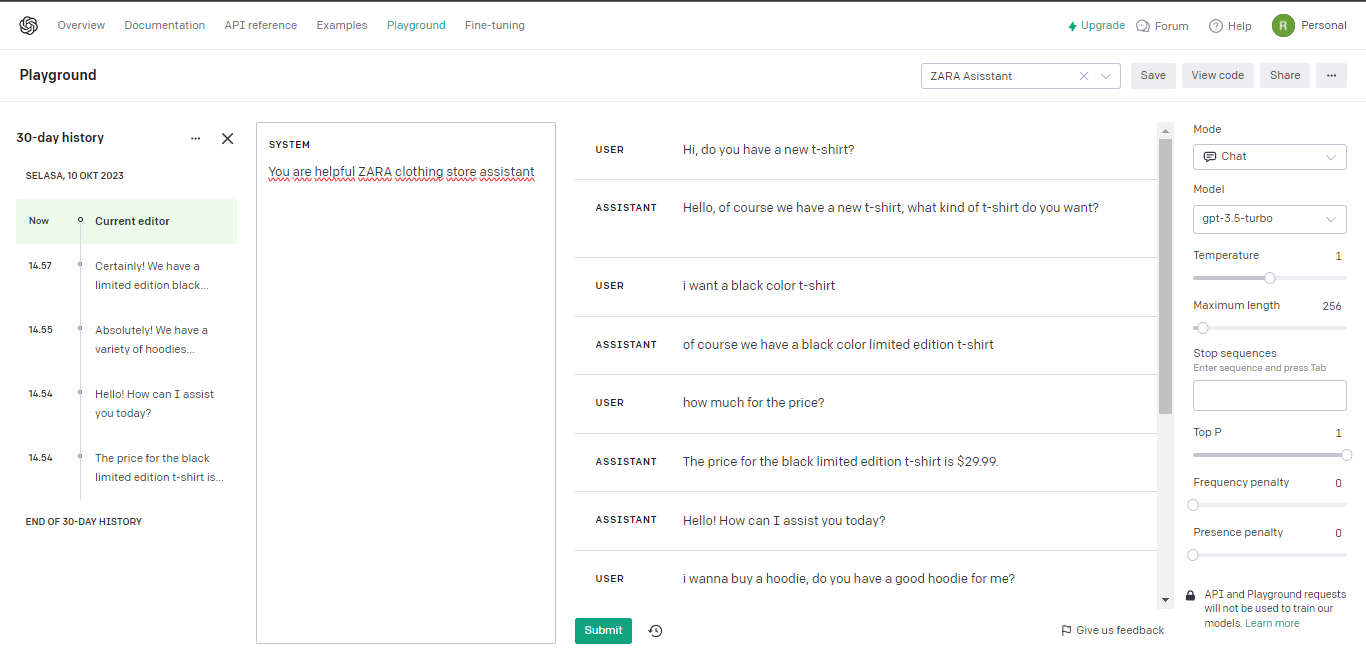 Overview Documentation API reference Examples Playground Fine-tuning Upgrade Forum Help R Personal
Playground ZARA Asisstant Save View code Share ...
30-day history ...
SELASA, 10 OKT 2023
Now Current editor
14.57 Certainly! We have a
limited edition black...
14.55 Absolutely! We have a
variety of hoodies...
14.54 Hello! How can I assist
you today?
14.54 The price for the black
limited edition t-shirt is...
END OF 30-DAY HISTORY
SYSTEM
You are helpful ZARA clothing store assistant
USER Hi, do you have a new t-shirt?
ASSISTANT Hello, of course we have a new t-shirt, what kind of t-shirt do you want?
USER i want a black color t-shirt
ASSISTANT of course we have a black color limited edition t-shirt
USER how much for the price?
ASSISTANT The price for the black limited edition t-shirt is $29.99.
ASSISTANT Hello! How can I assist you today?
USER i wanna buy a hoodie, do you have a good hoodie for me?
Submit
Give us feedback
Mode
Chat
Model
gpt-3.5-turbo
Temperature 1
Maximum length 256
Stop sequences
Enter sequence and press Tab
Top P 1
Frequency penalty 0
Presence penalty 0
API and Playground requests
will not be used to train our
models. Learn more